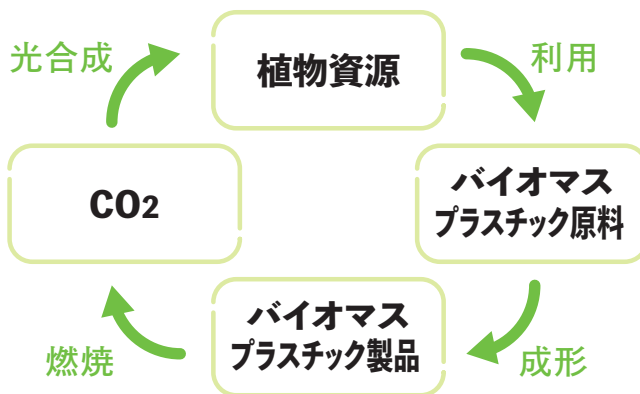 光合成
植物資源
利用
CO2
バイオマス
プラスチック原料
バイオマス
プラスチック製品
燃焼
成形